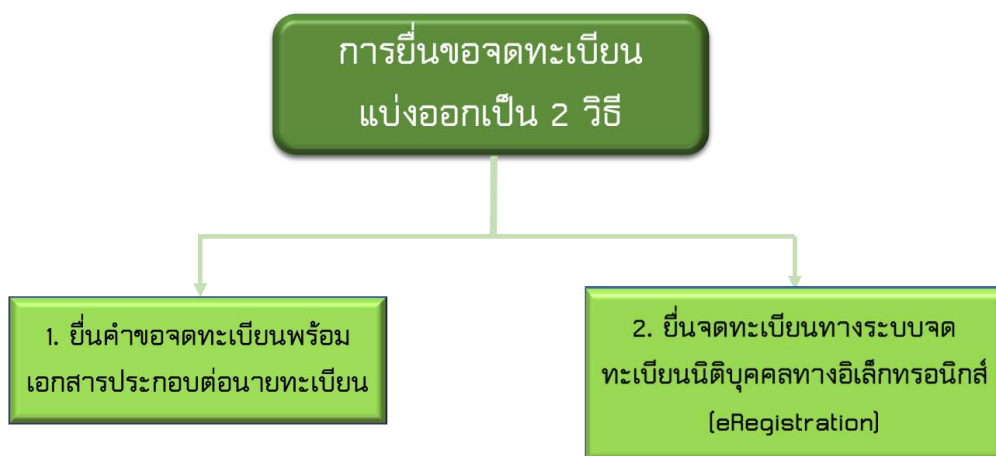 การยื่นขอจดทะเบียน
แบ่งออกเป็น 2 วิธี
1. ยื่นคำขอจดทะเบียนพร้อม
เอกสารประกอบต่อนายทะเบียน
2. ยื่นจดทะเบียนทางระบบจด
ทะเบียนนิติบุคคลทางอิเล็กทรอนิกส์
(eRegistration)